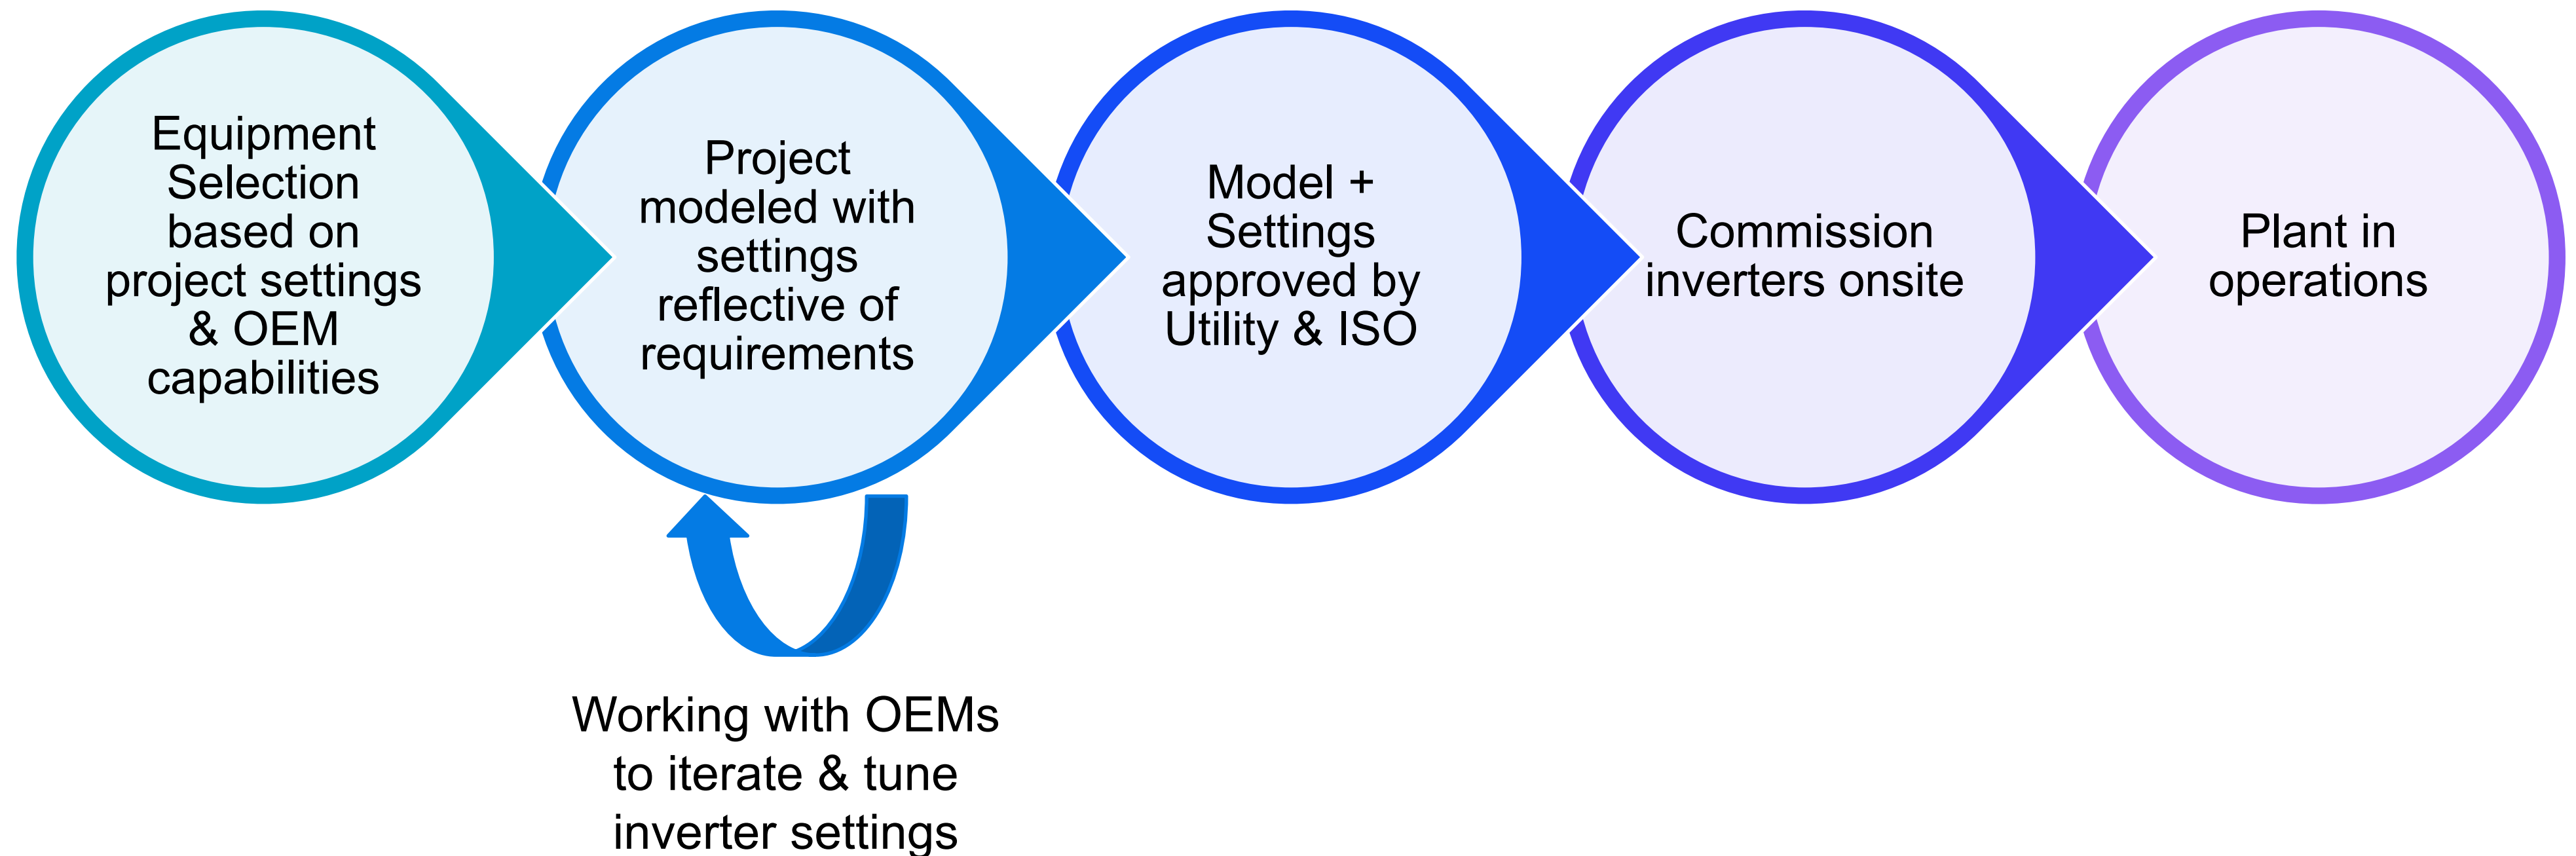 Equipment
Selection
based on
project settings
& OEM
capabilities
Project
modeled with
settings
reflective of
requirements
Model +
Settings
approved by
Utility & ISO
Commission
inverters onsite
Plant in
operations
Working with OEMs
to iterate & tune
inverter settings